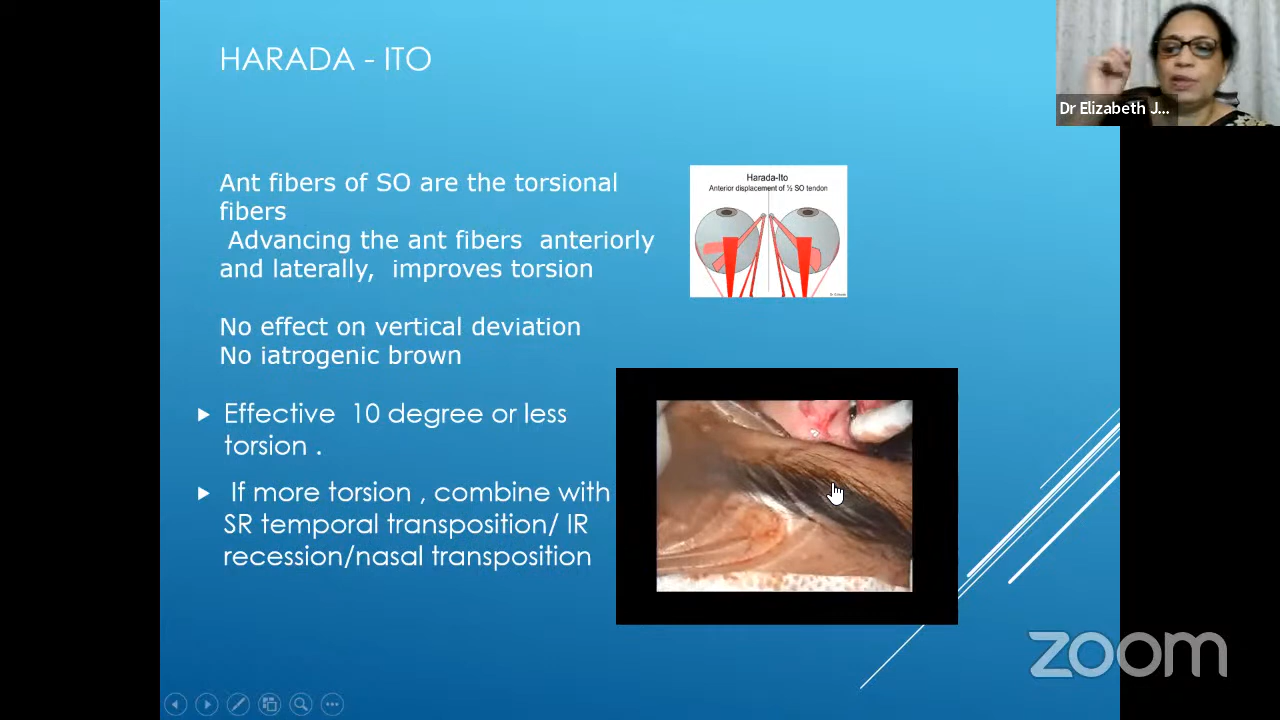 HARADA - ITO
Dr Elizabeth J...
Ant fibers of SO are the torsional
fibers
Advancing the ant fibers anteriorly
and laterally, improves torsion
No effect on vertical deviation
No iatrogenic brown
Effective 10 degree or less
torsion .
If more torsion , combine with
SR temporal transposition/ IR
recession/nasal transposition
Harada-Ito
Anterior displacement of ½ SO tendon
zoom